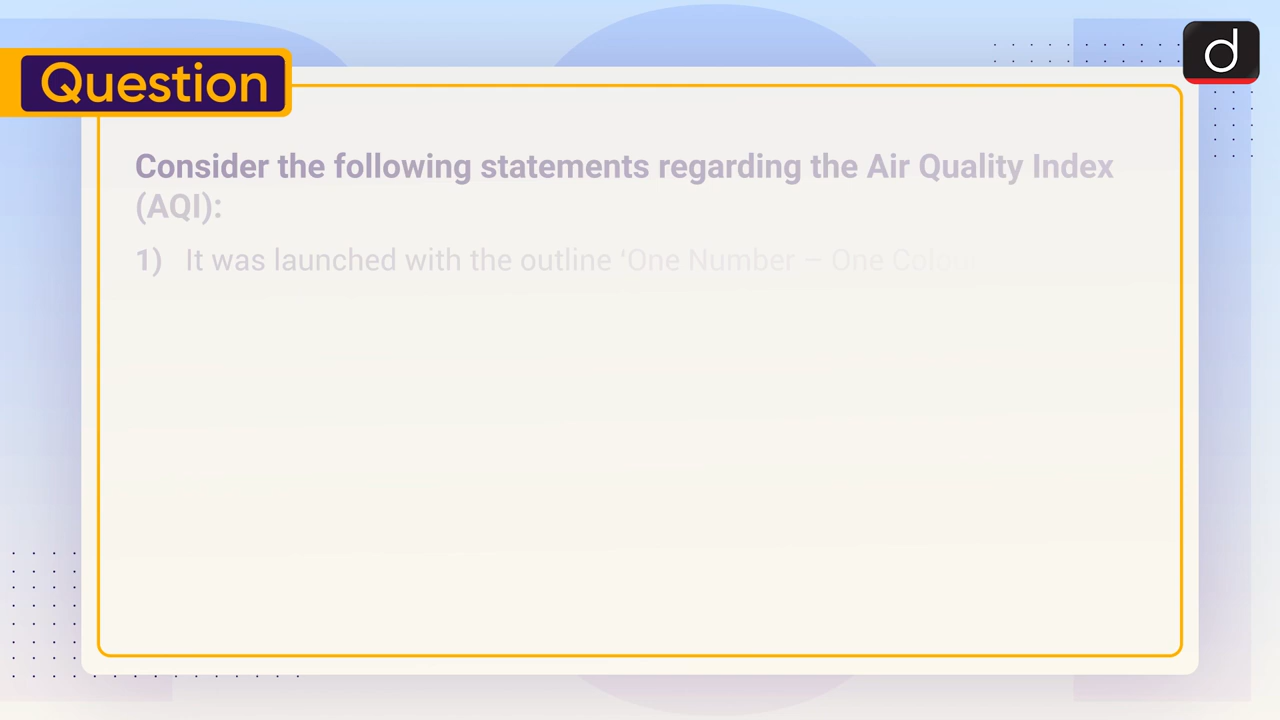 Question
Consider the following statements regarding the Air Quality Index
(AQI):
1) It was launched with the outline ‘One Number – One Colour